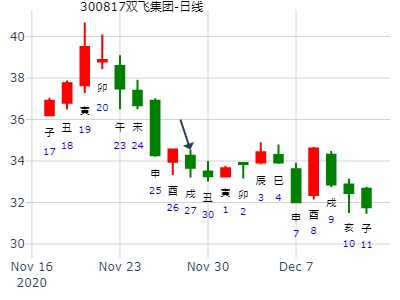 300817双飞集团-日线
40
38
36
34
32
30
子
17
丑
18
寅
19
卯
20
午
23
未
24
申
25
酉
26
戌
27
丑
30
寅
1
卯
2
辰
3
巳
4
申
7
酉
8
戌
9
亥
10
子
11
Nov 16
2020
Nov 23
Nov 30
Dec 7